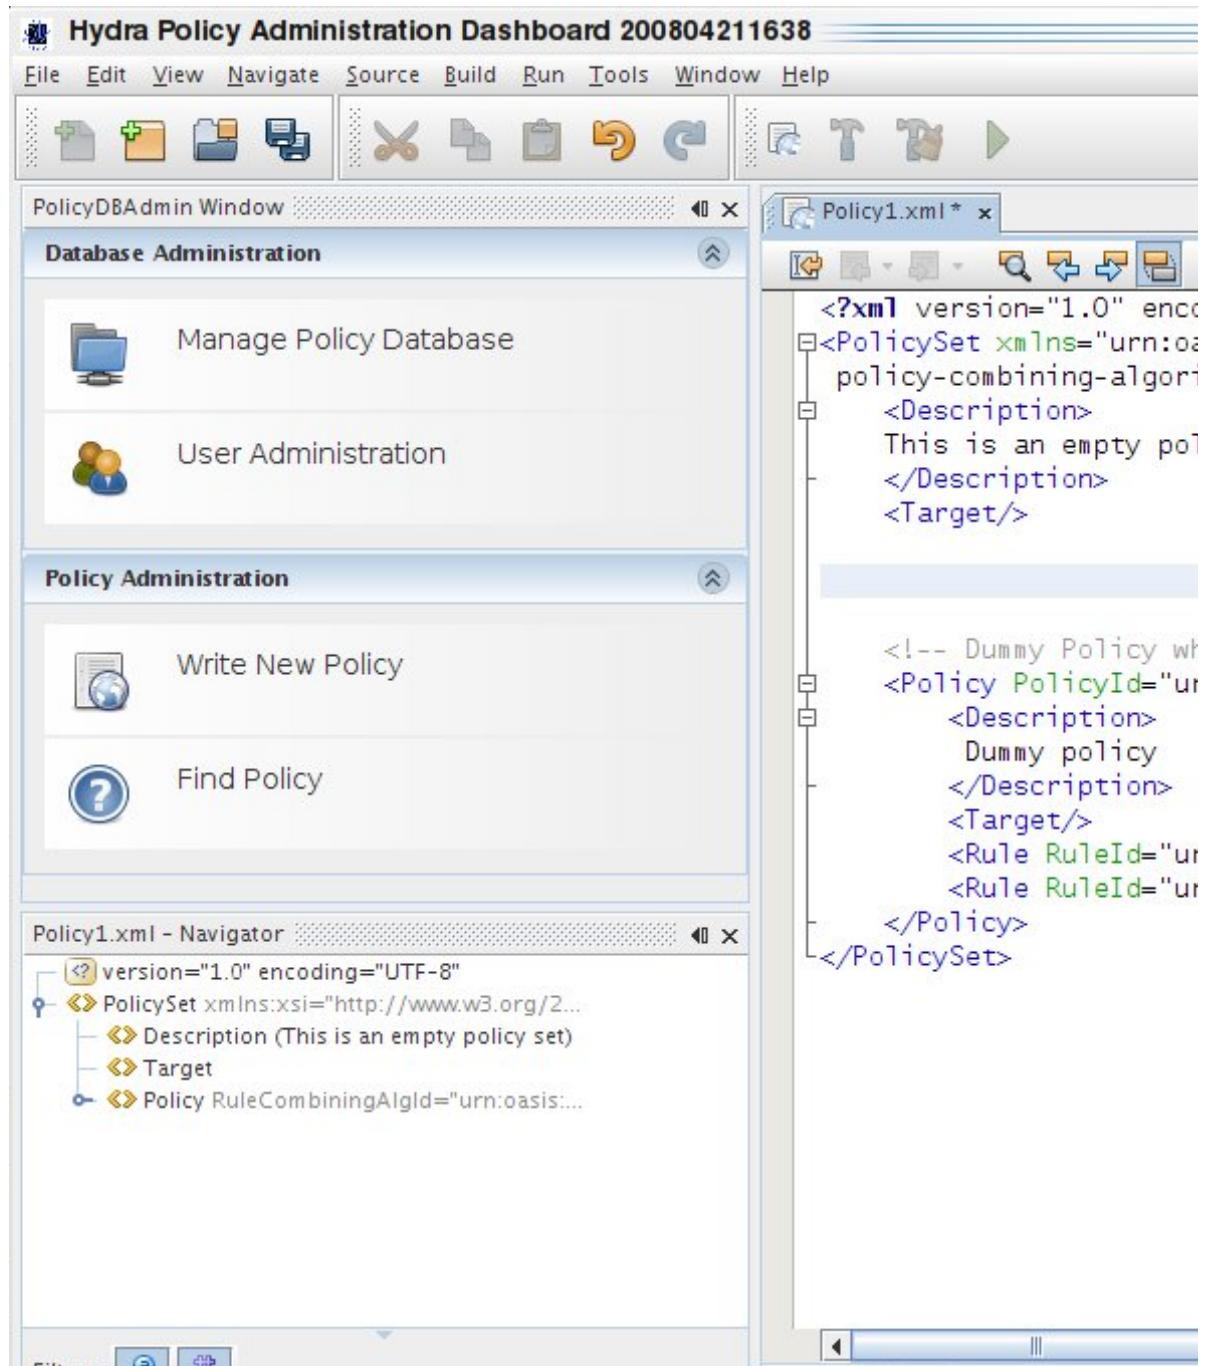 Hydra Policy Administration Dashboard 200804211638
File Edit View Navigate Source Build Run Tools Window Help
PolicyDBAdmin Window
Database Administration
Manage Policy Database
User Administration
Policy Administration
Write New Policy
Find Policy
Policy1.xml - Navigator
version="1.0" encoding="UTF-8"
PolicySet xmlns:xsi="http://www.w3.org/2...
Description (This is an empty policy set)
Target
Policy RuleCombiningAlgId="urn:oasis:...
Policy1.xml *
<?xml version="1.0" enco
<PolicySet xmlns="urn:oa
policy-combining-algori
<Description>
This is an empty pol
</Description>
<Target/>
<!-- Dummy Policy wh
<Policy PolicyId="ur
<Description>
Dummy policy
</Description>
<Target/>
<Rule RuleId="ur
<Rule RuleId="ur
</Policy>
</PolicySet>